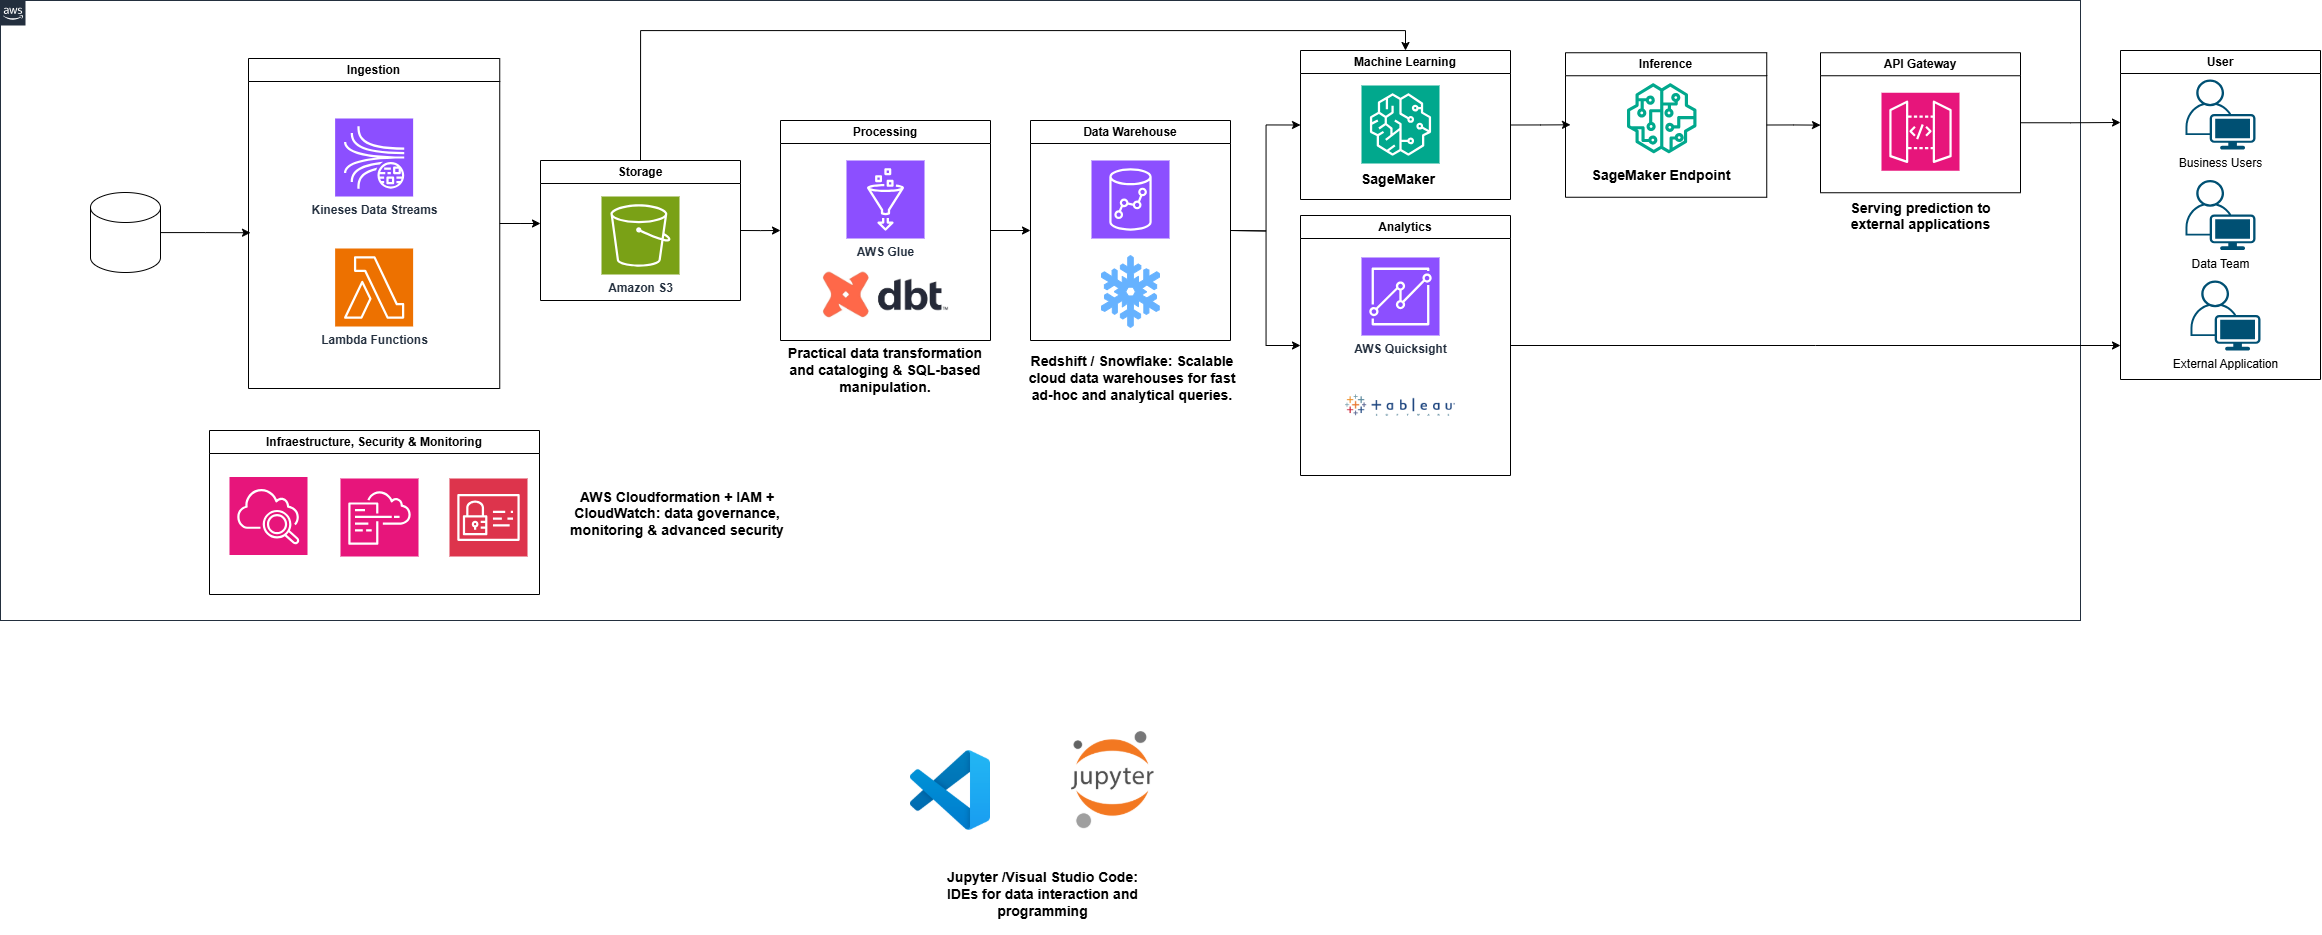 aws
Ingestion
Kineses Data Streams
Lambda Functions
Storage
Amazon S3
Processing
AWS Glue
dbt
TM
Practical data transformation
and cataloging & SQL-based
manipulation.
Data Warehouse
Redshift / Snowflake: Scalable
cloud data warehouses for fast
ad-hoc and analytical queries.
Machine Learning
SageMaker
Analytics
AWS Quicksight
+ableau
Inference
SageMaker Endpoint
API Gateway
</>
Serving prediction to
external applications
User
Business Users
Data Team
External Application
Infraestructure, Security & Monitoring
AWS Cloudformation + IAM +
CloudWatch: data governance,
monitoring & advanced security
jupyter
Jupyter /Visual Studio Code:
IDEs for data interaction and
programming